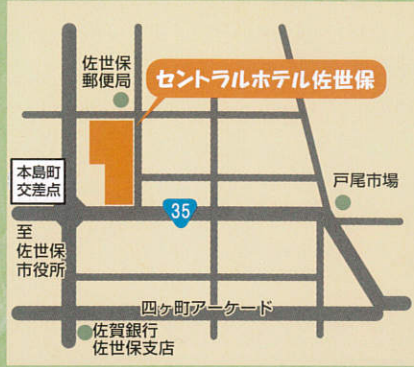 佐世保
郵便局
セントラルホテル佐世保
本島町
交差点
戸尾市場
35
至
佐世保
市役所
四ヶ町アーケード
佐賀銀行
佐世保支店